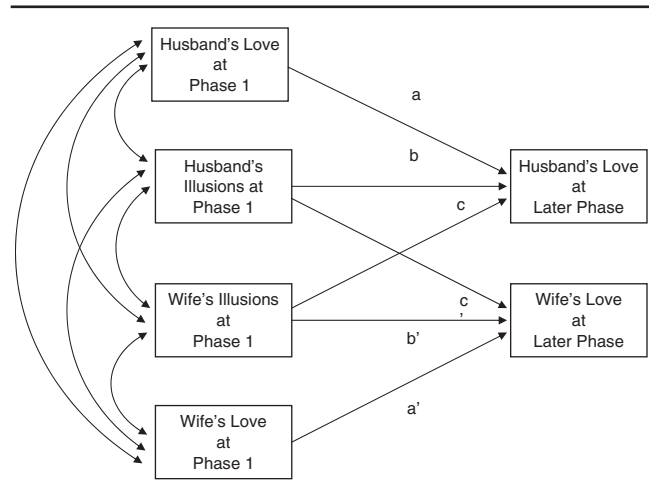 Husband's Love
at
Phase 1
a
Husband's
Illusions at
Phase 1
b
Husband's Love
at
Later Phase
c
Wife's Illusions
at
Phase 1
c
'
b'
Wife's Love
at
Later Phase
a'
Wife's Love
at
Phase 1